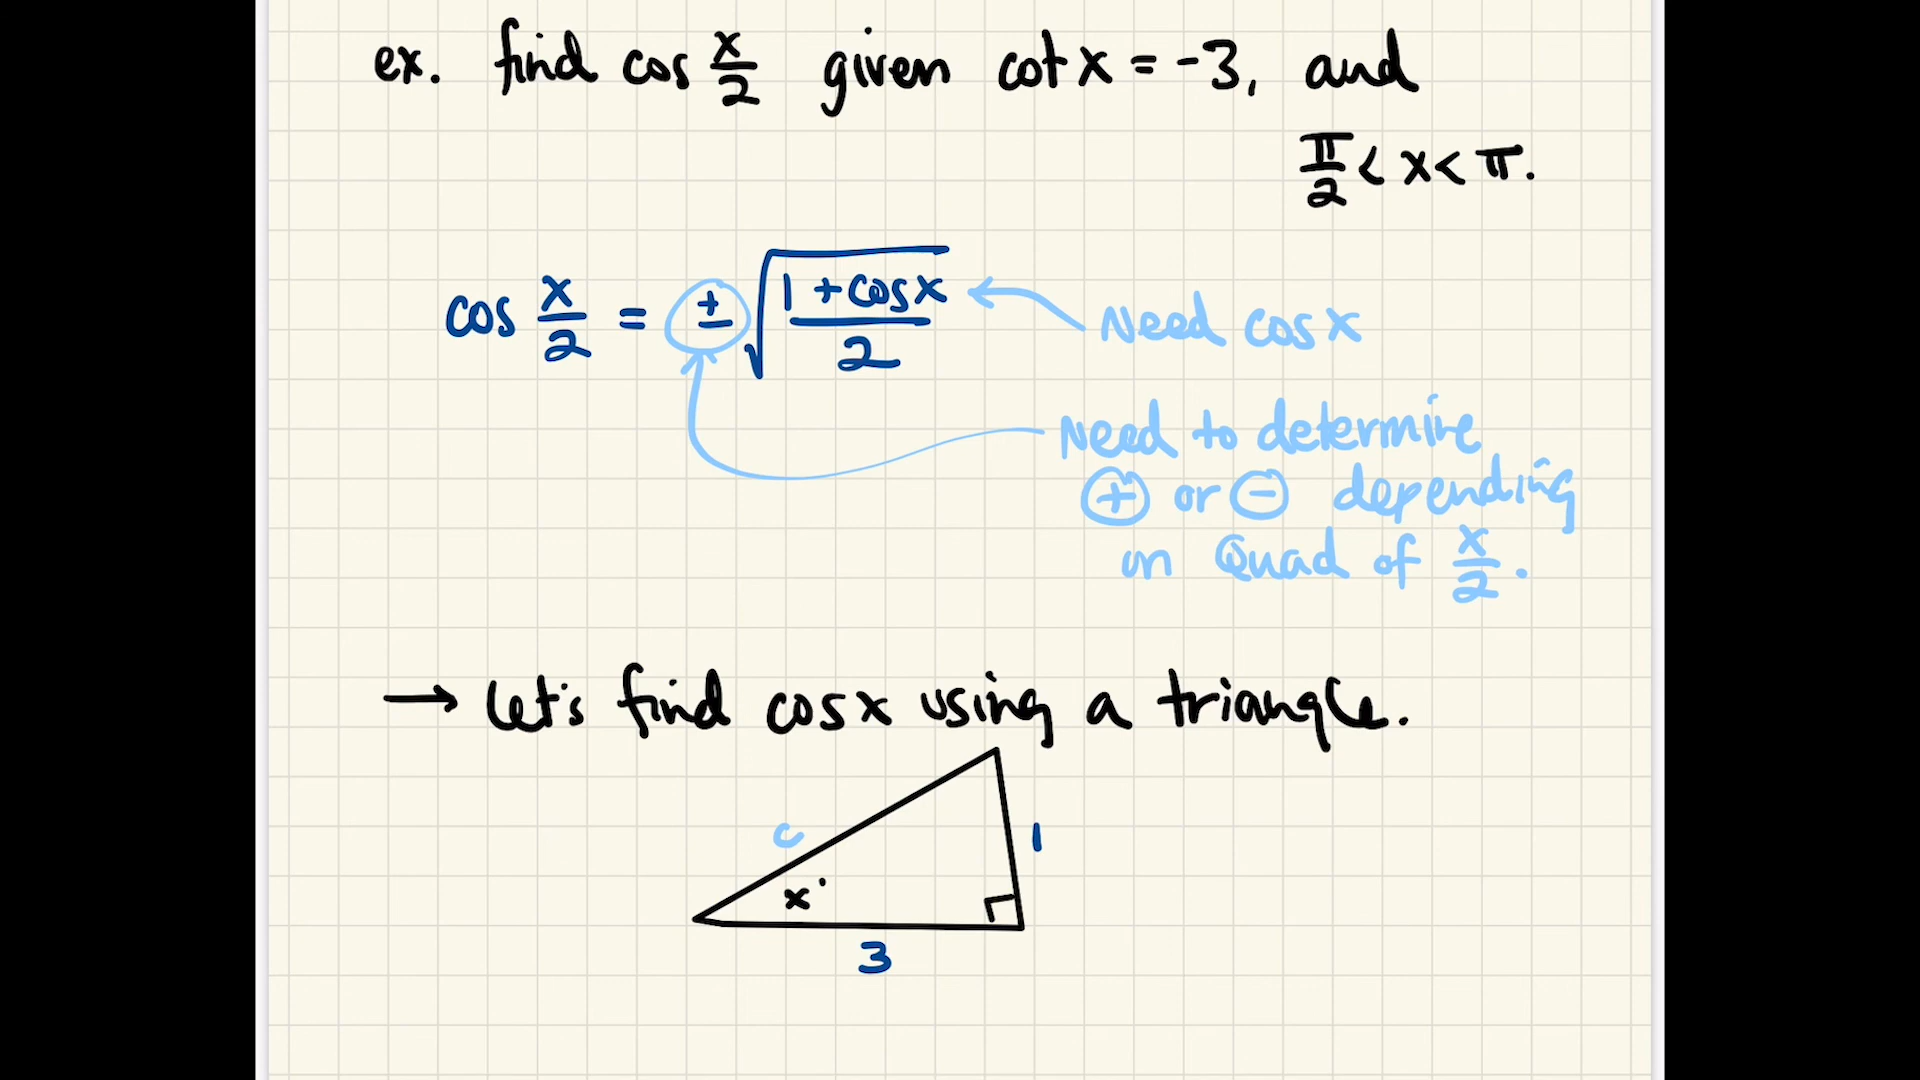 ex. find cos x/2 given cot x = -3, and
π/2 < x < π.
cos x/2 = ± √((1 + cos x)/2)
Need cos x
Need to determine
+ or − depending
on Quad of x/2.
→ Let's find cos x using a triangle.
c
1
x
3